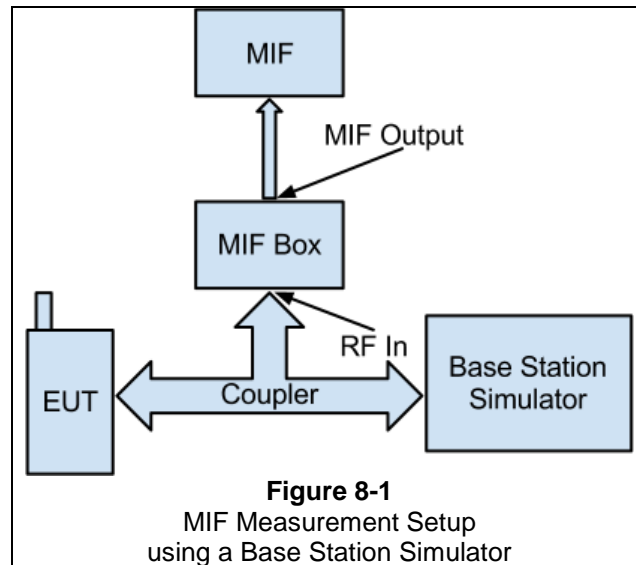 MIF
MIF Output
MIF Box
RF In
EUT
Coupler
Base Station
Simulator
Figure 8-1
MIF Measurement Setup
using a Base Station Simulator